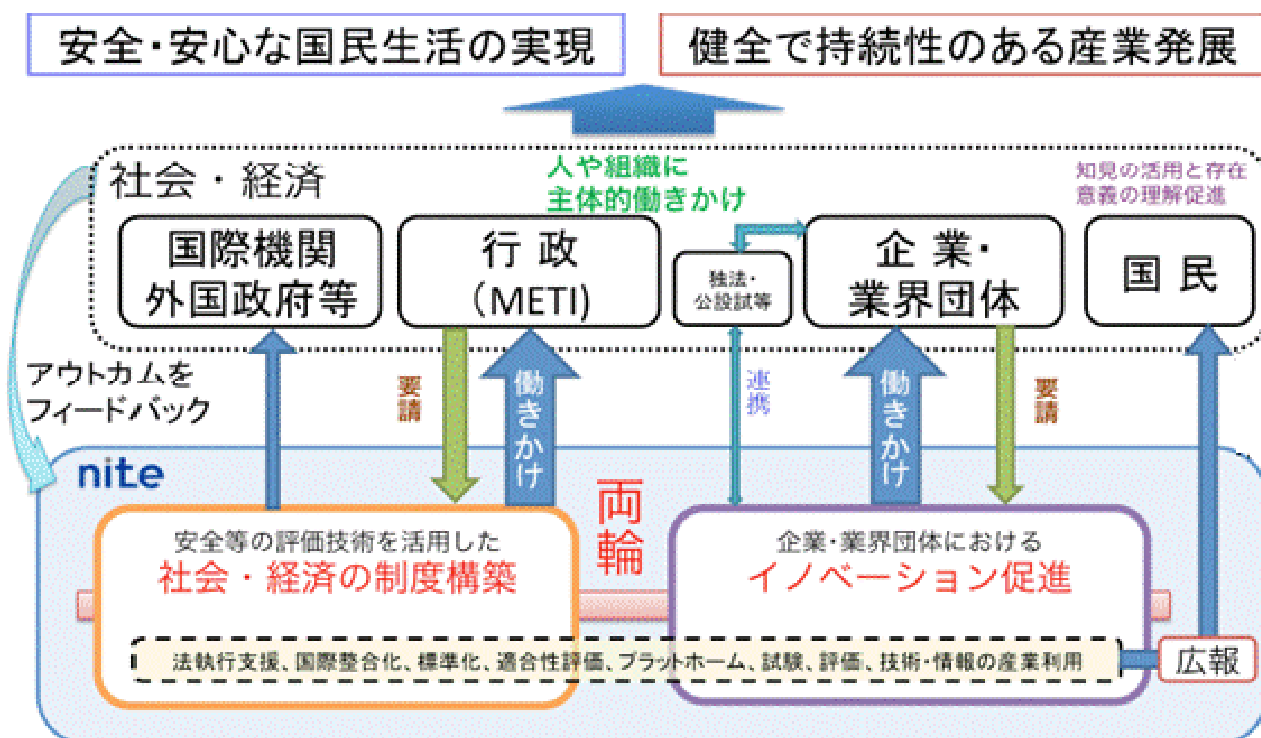 安全・安心な国民生活の実現
健全で持続性のある産業発展
社会・経済
人や組織に
主体的働きかけ
知見の活用と存在
意義の理解促進
国際機関
外国政府等
行政
(METI)
独法・
公設試等
企業・
業界団体
国民
アウトカムを
フィードバック
要請
働きかけ
連携
働きかけ
要請
nite
両輪
安全等の評価技術を活用した
社会・経済の制度構築
企業・業界団体における
イノベーション促進
法執行支援、国際整合化、標準化、適合性評価、プラットホーム、試験、評価、技術・情報の産業利用
広報